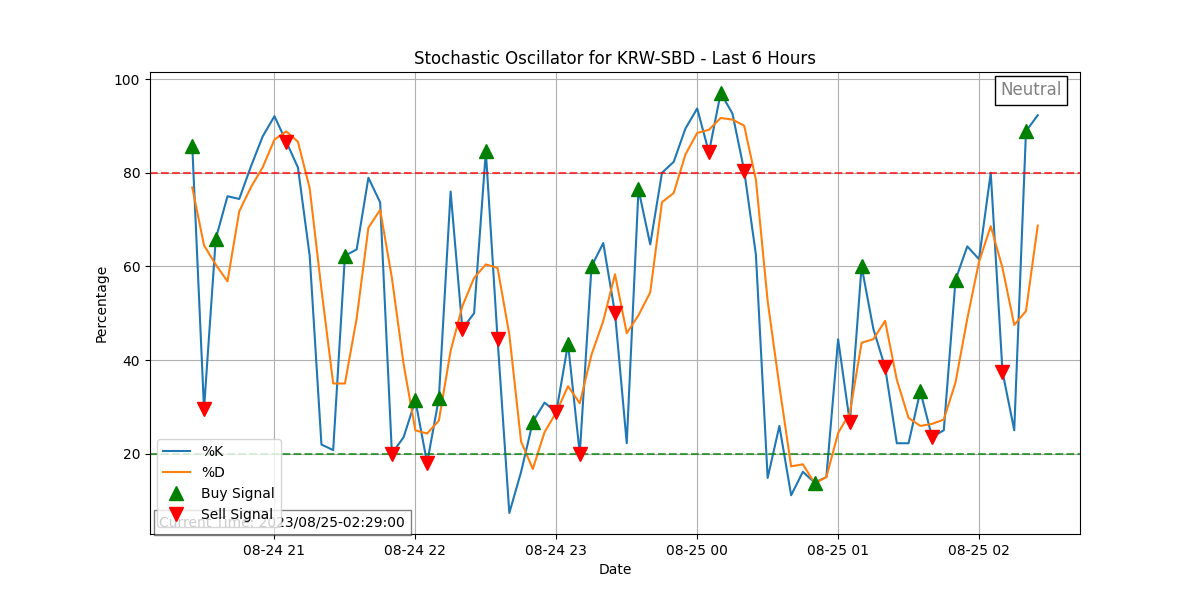 Stochastic Oscillator for KRW-SBD - Last 6 Hours
Neutral
Percentage
100
80
60
40
20
%K
%D
Buy Signal
Sell Signal
Current Time: 2023/08/25-02:29:00
08-24 21
08-24 22
08-24 23
08-25 00
08-25 01
08-25 02
Date